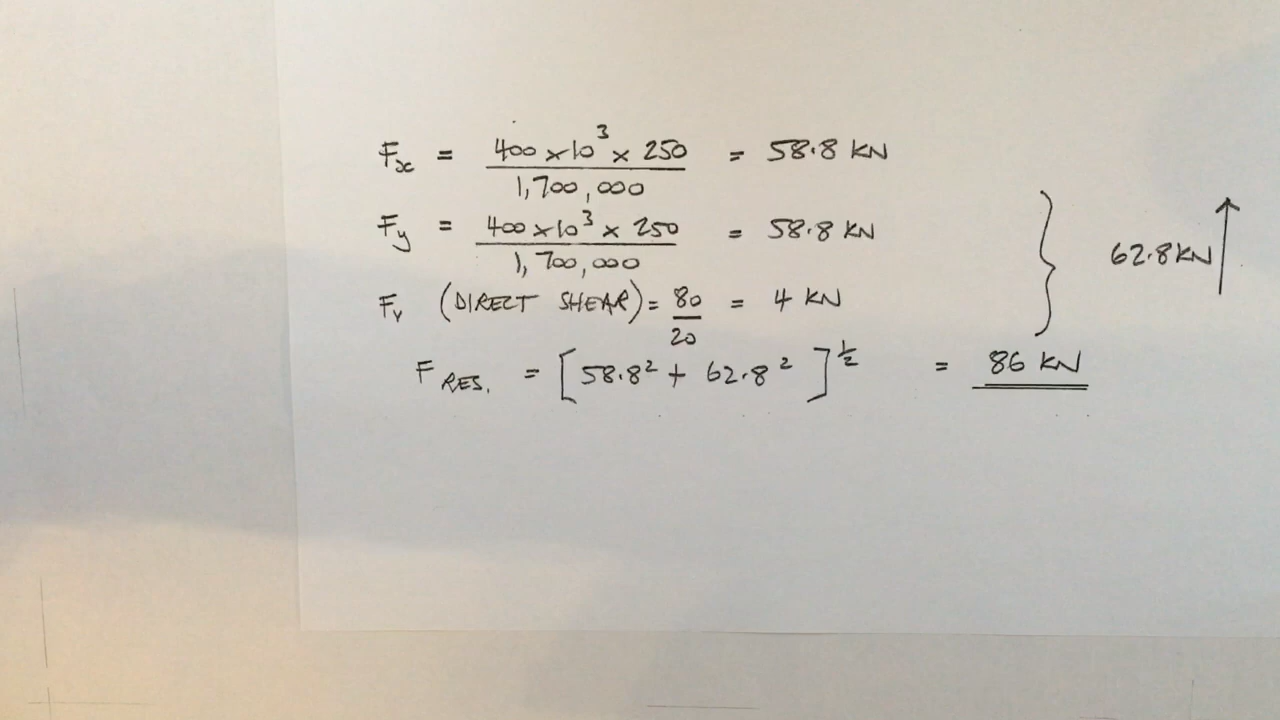 Fx = 400 x 10³ x 250 / 1,700,000 = 58.8 KN
Fy = 400 x 10³ x 250 / 1,700,000 = 58.8 KN
Fv (DIRECT SHEAR) = 80 / 20 = 4 KN
} 62.8 KN ↑
F RES. = [58.8² + 62.8²]^½ = 86 KN